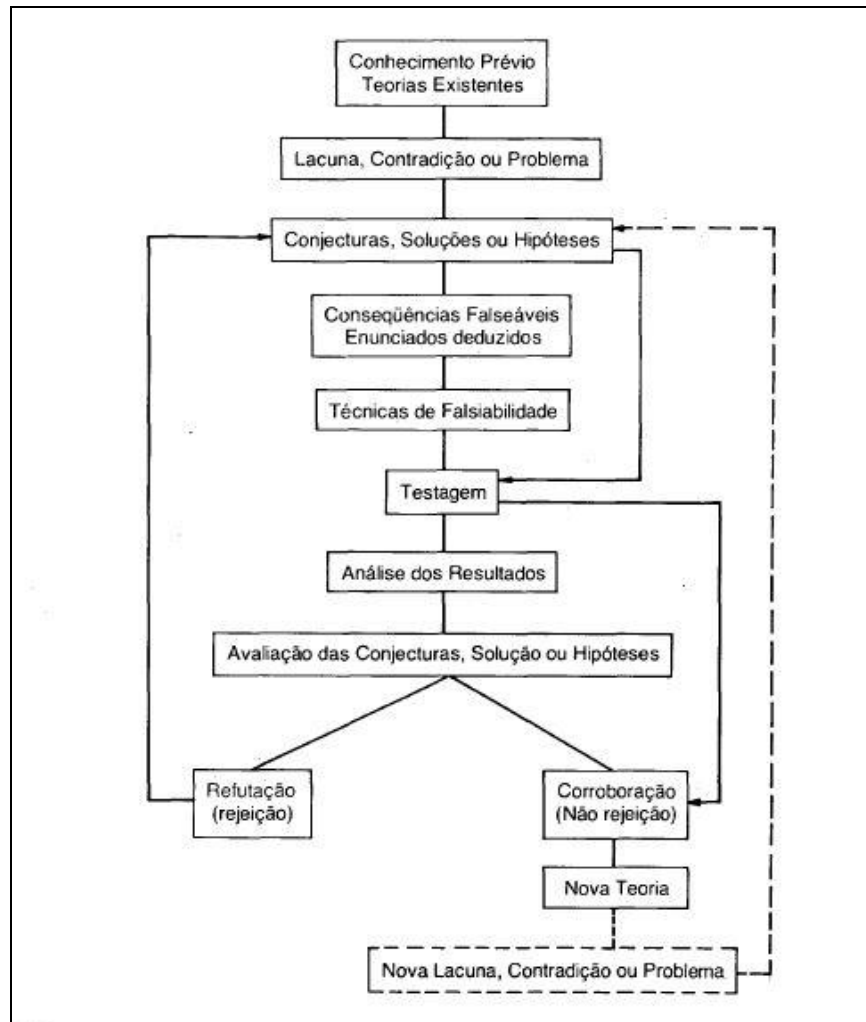 Conhecimento Prévio
Teorias Existentes
Lacuna, Contradição ou Problema
Conjecturas, Soluções ou Hipóteses
Conseqüências Falseáveis
Enunciados deduzidos
Técnicas de Falsiabilidade
Testagem
Análise dos Resultados
Avaliação das Conjecturas, Solução ou Hipóteses
Refutação
(rejeição)
Corroboração
(Não rejeição)
Nova Teoria
Nova Lacuna, Contradição ou Problema